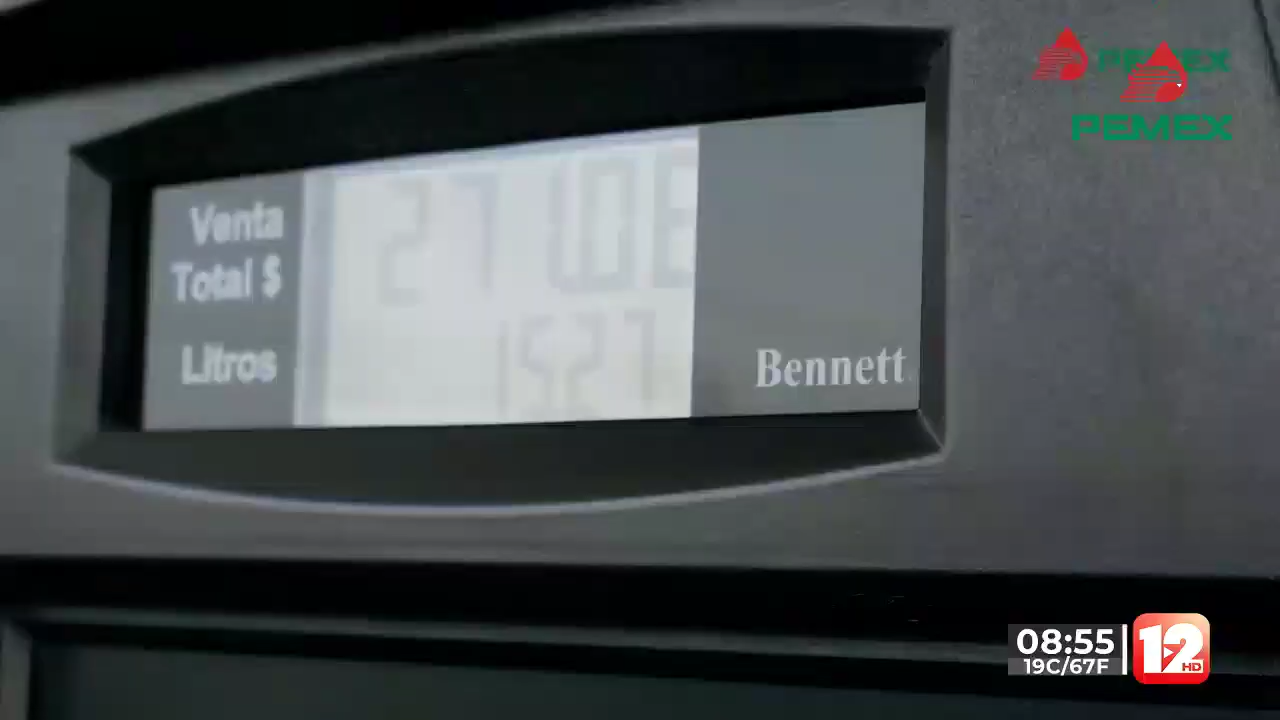 PEMEX
PEMEX
Venta
Total $
Litros
Bennett
08:55
19C/67F
12
HD